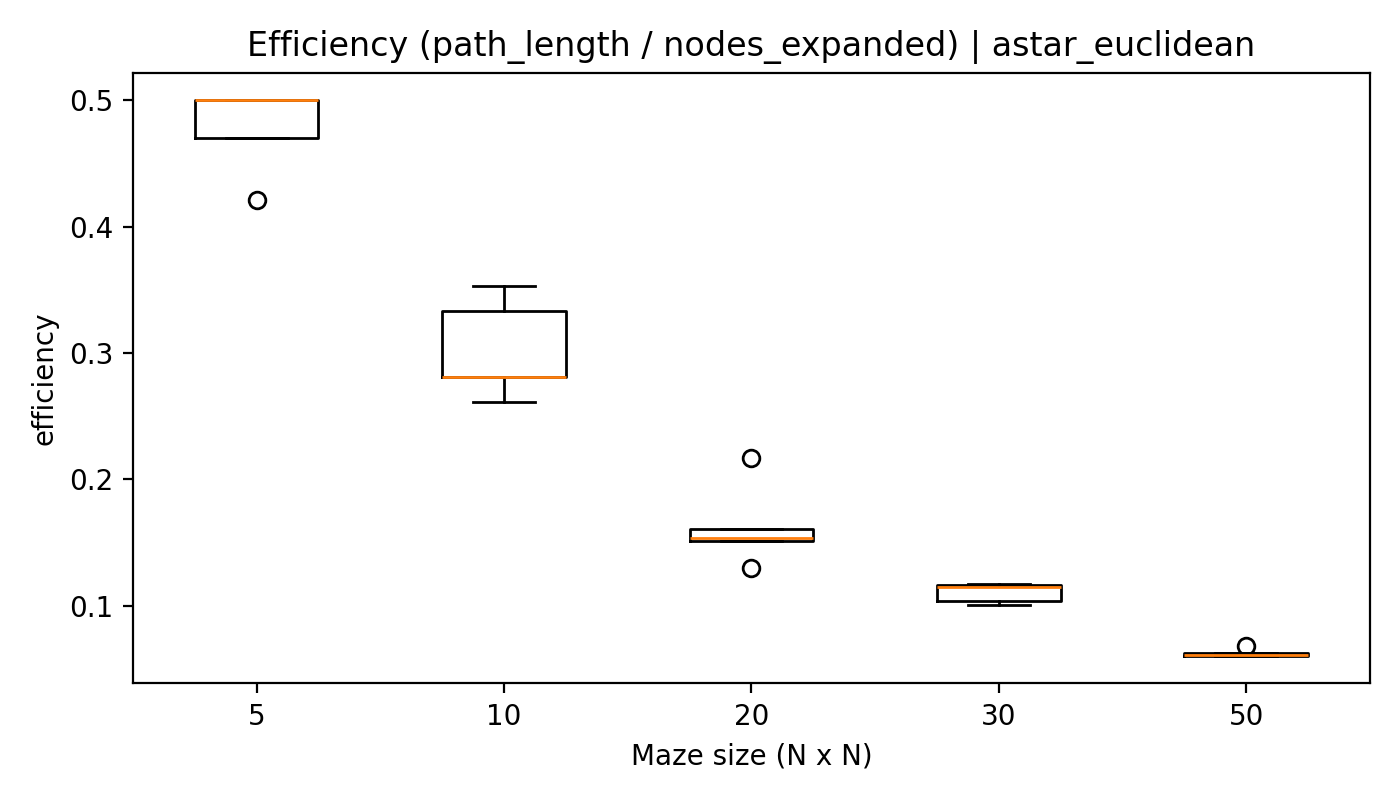 Efficiency (path_length / nodes_expanded) | astar_euclidean
efficiency
0.5
0.4
0.3
0.2
0.1
5 10 20 30 50
Maze size (N x N)